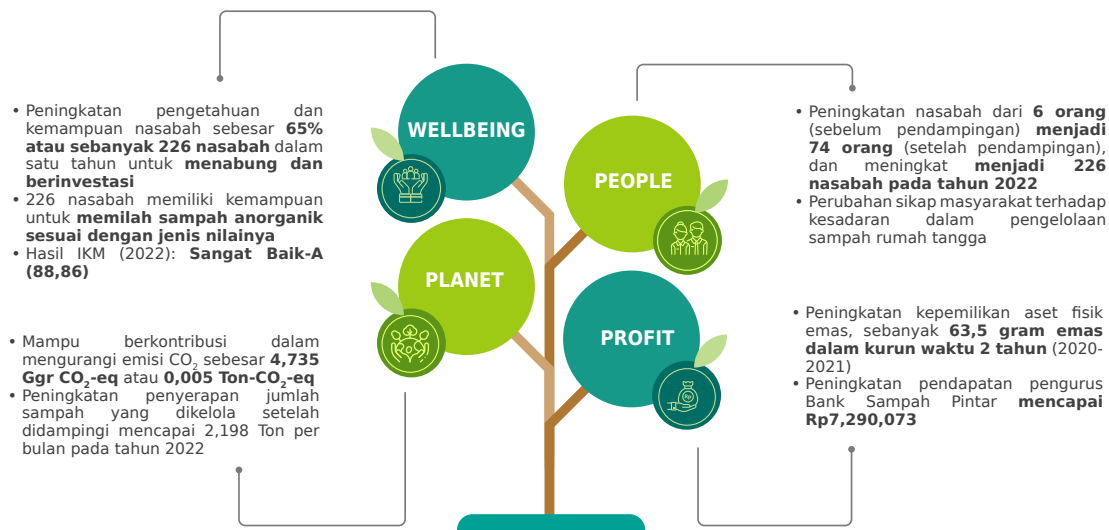 WELLBEING
• Peningkatan pengetahuan dan
kemampuan nasabah sebesar 65%
atau sebanyak 226 nasabah dalam
satu tahun untuk menabung dan
berinvestasi
• 226 nasabah memiliki kemampuan
untuk memilah sampah anorganik
sesuai dengan jenis nilainya
• Hasil IKM (2022): Sangat Baik-A
(88,86)
PEOPLE
• Peningkatan nasabah dari 6 orang
(sebelum pendampingan) menjadi
74 orang (setelah pendampingan),
dan meningkat menjadi 226
nasabah pada tahun 2022
• Perubahan sikap masyarakat terhadap
kesadaran dalam pengelolaan
sampah rumah tangga
PLANET
• Mampu berkontribusi dalam
mengurangi emisi CO₂ sebesar 4,735
Ggr CO₂-eq atau 0,005 Ton-CO₂-eq
• Peningkatan penyerapan jumlah
sampah yang dikelola setelah
didampingi mencapai 2,198 Ton per
bulan pada tahun 2022
PROFIT
Rp
• Peningkatan kepemilikan aset fisik
emas, sebanyak 63,5 gram emas
dalam kurun waktu 2 tahun (2020-
2021)
• Peningkatan pendapatan pengurus
Bank Sampah Pintar mencapai
Rp7,290,073